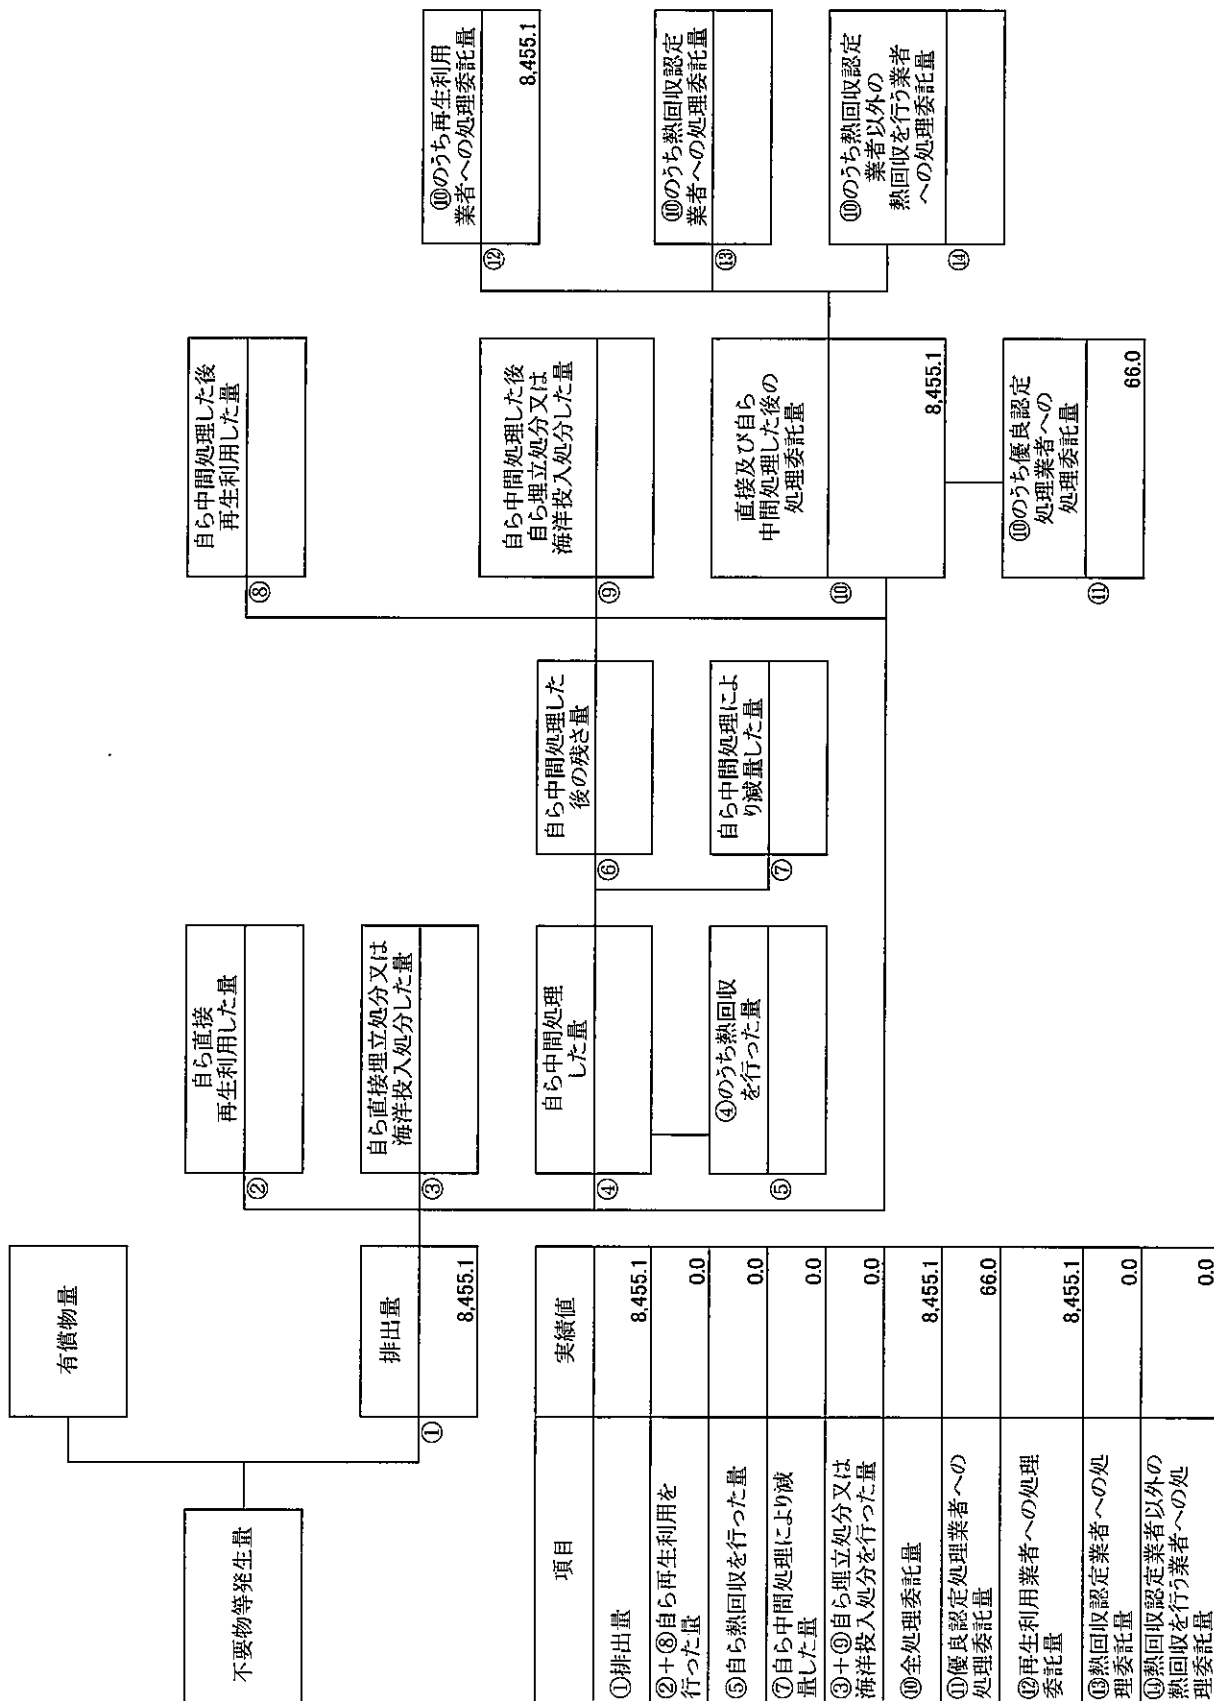 不要物等発生量
有償物量
①
排出量
8,455.1
②
自ら直接
再生利用した量
③
自ら直接埋立処分又は
海洋投入処分した量
④
自ら中間処理
した量
⑤
④のうち熱回収
を行った量
⑥
自ら中間処理した
後の残さ量
⑦
自ら中間処理によ
り減量した量
⑧
自ら中間処理した後
再生利用した量
⑨
自ら中間処理した後
自ら埋立処分又は
海洋投入処分した量
⑩
直接及び自ら
中間処理した後の
処理委託量
8,455.1
⑪
⑩のうち優良認定
処理業者への
処理委託量
66.0
⑫
⑩のうち再生利用
業者への処理委託量
8,455.1
⑬
⑩のうち熱回収認定
業者への処理委託量
⑭
⑩のうち熱回収認定
業者以外の
熱回収を行う業者
への処理委託量
項目
実績値
①排出量
8,455.1
②+⑧自ら再生利用を
行った量
0.0
⑤自ら熱回収を行った量
0.0
⑦自ら中間処理により減
量した量
0.0
③+⑨自ら埋立処分又は
海洋投入処分を行った量
0.0
⑩全処理委託量
8,455.1
⑪優良認定処理業者への
処理委託量
66.0
⑫再生利用業者への処理
委託量
8,455.1
⑬熱回収認定業者への処
理委託量
0.0
⑭熱回収認定業者以外の
熱回収を行う業者への処
理委託量
0.0